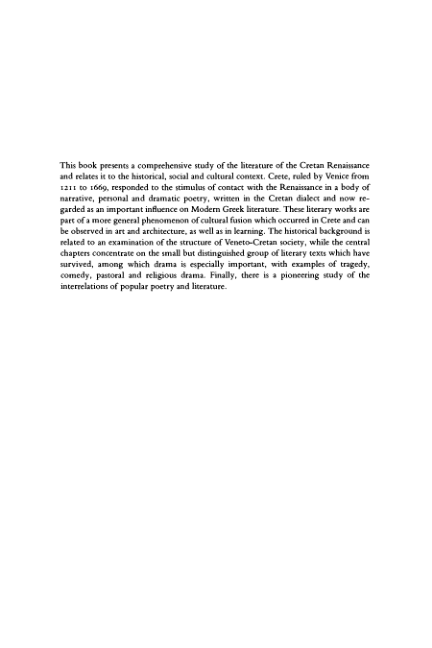 This book presents a comprehensive study of the literature of the Cretan Renaissance
and relates it to the historical, social and cultural context. Crete, ruled by Venice from
1211 to 1669, responded to the stimulus of contact with the Renaissance in a body of
narrative, personal and dramatic poetry, written in the Cretan dialect and now re-
garded as an important influence on Modern Greek literature. These literary works are
part of a more general phenomenon of cultural fusion which occurred in Crete and can
be observed in art and architecture, as well as in learning. The historical background is
related to an examination of the structure of Veneto-Cretan society, while the central
chapters concentrate on the small but distinguished group of literary texts which have
survived, among which drama is especially important, with examples of tragedy,
comedy, pastoral and religious drama. Finally, there is a pioneering study of the
interrelations of popular poetry and literature.